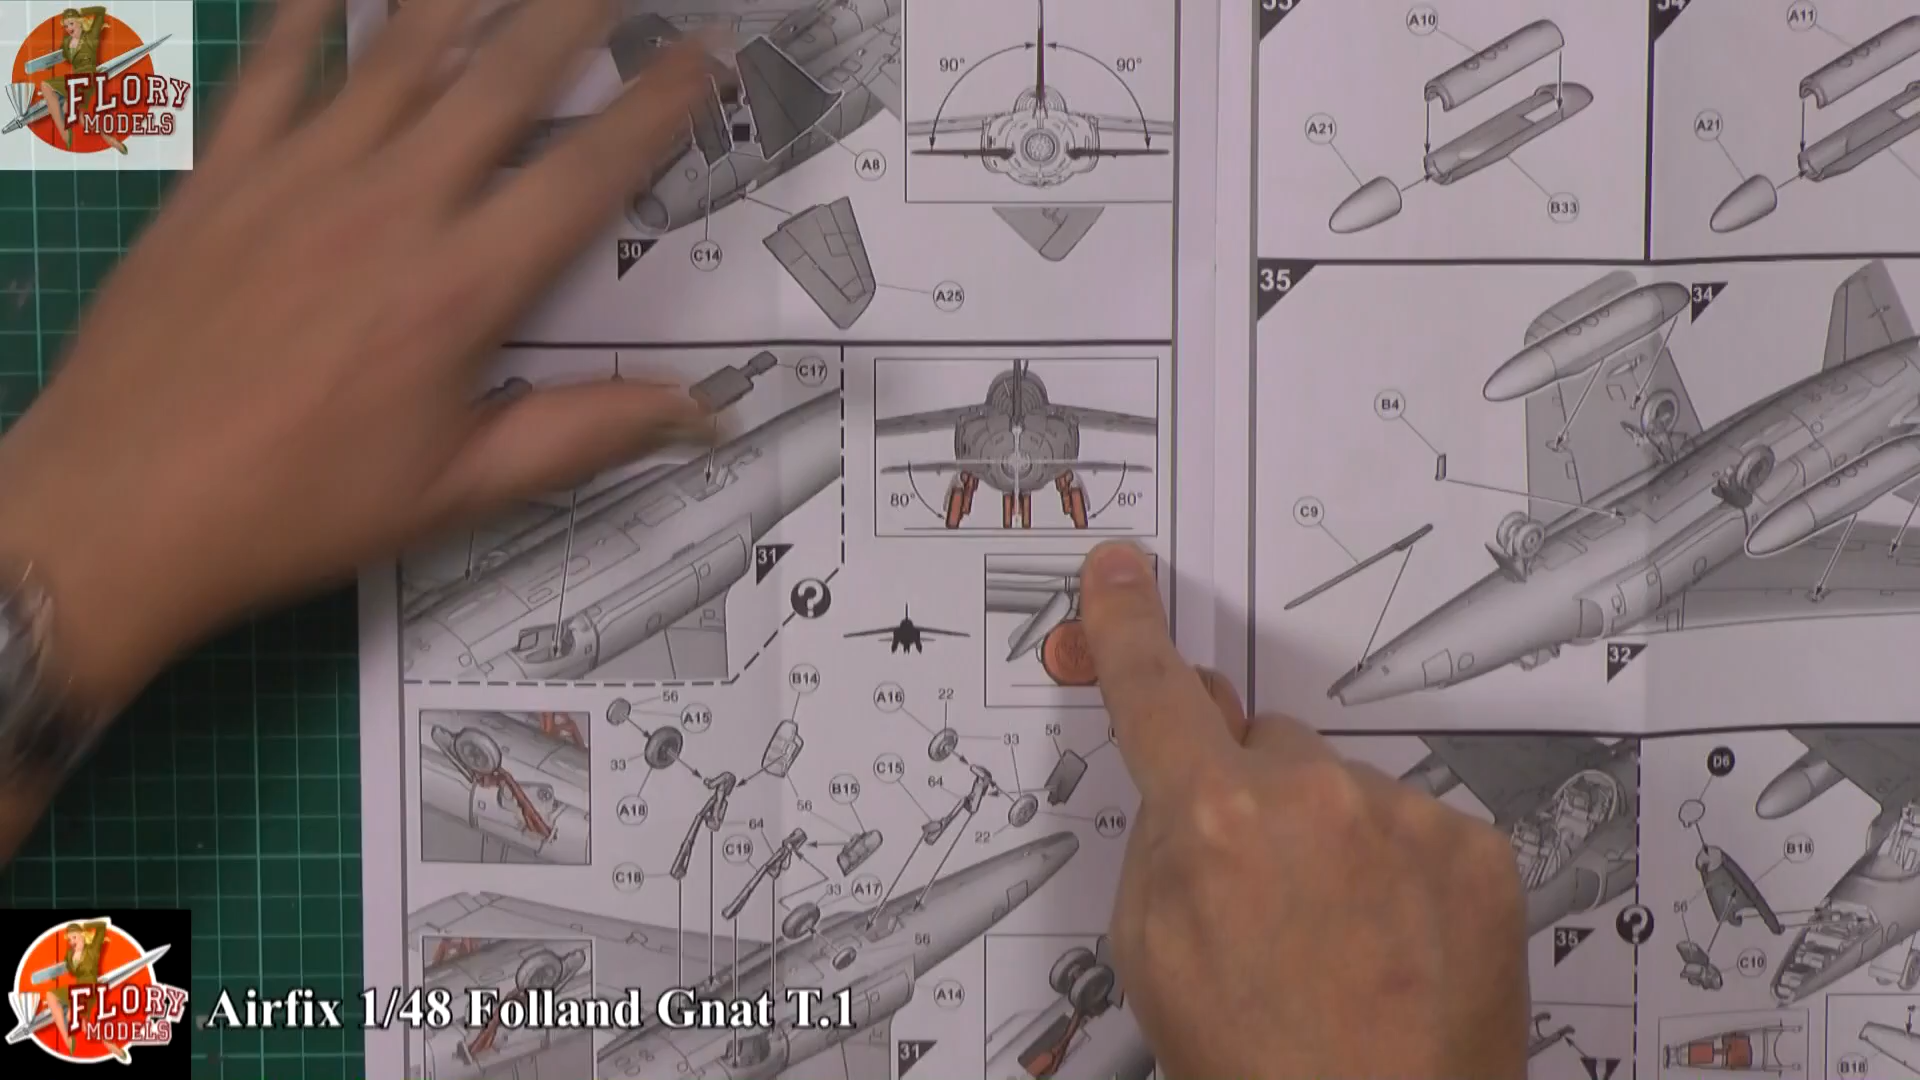 FLORY
MODELS
90°
90°
A8
30
C14
A25
33
A10
A21
B33
34
A11
A21
C17
31
80°
80°
35
34
B4
C9
32
56
A15
33
A18
B14
56
B15
64
C19
C18
33
A17
A16
22
33
56
C15
64
22
A16
56
A14
31
D6
B18
56
C10
35
B18
FLORY
MODELS
Airfix 1/48 Folland Gnat T.1